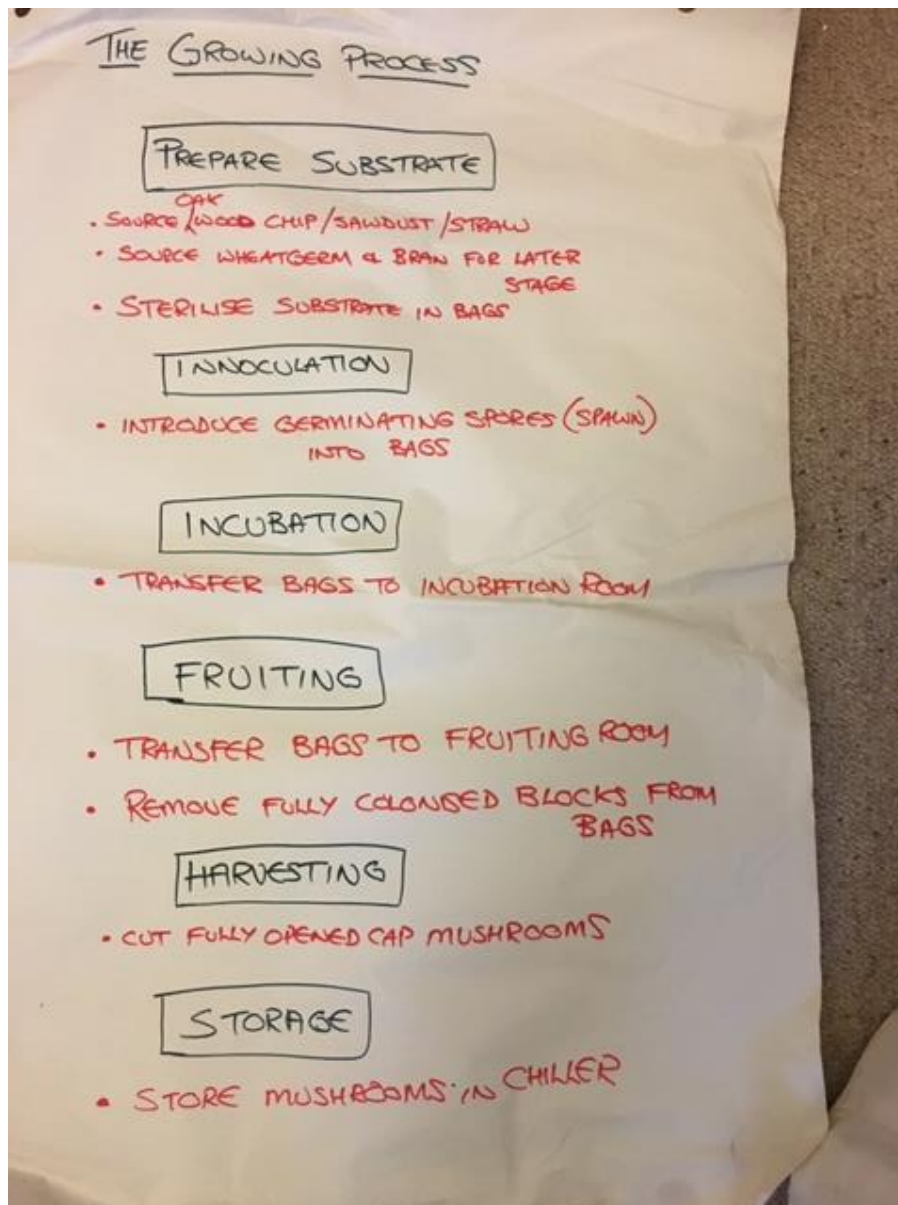 THE GROWING PROCESS
PREPARE SUBSTRATE
OAK
• SOURCE WOOD CHIP/SAWDUST/STRAW
• SOURCE WHEATGERM & BRAN FOR LATER
STAGE
• STERILISE SUBSTRATE IN BAGS
INNOCULATION
• INTRODUCE GERMINATING SPORES (SPAWN)
INTO BAGS
INCUBATION
• TRANSFER BAGS TO INCUBATION ROOM
FRUITING
• TRANSFER BAGS TO FRUITING ROOM
• REMOVE FULLY COLONISED BLOCKS FROM
BAGS
HARVESTING
• CUT FULLY OPENED CAP MUSHROOMS
STORAGE
• STORE MUSHROOMS IN CHILLER